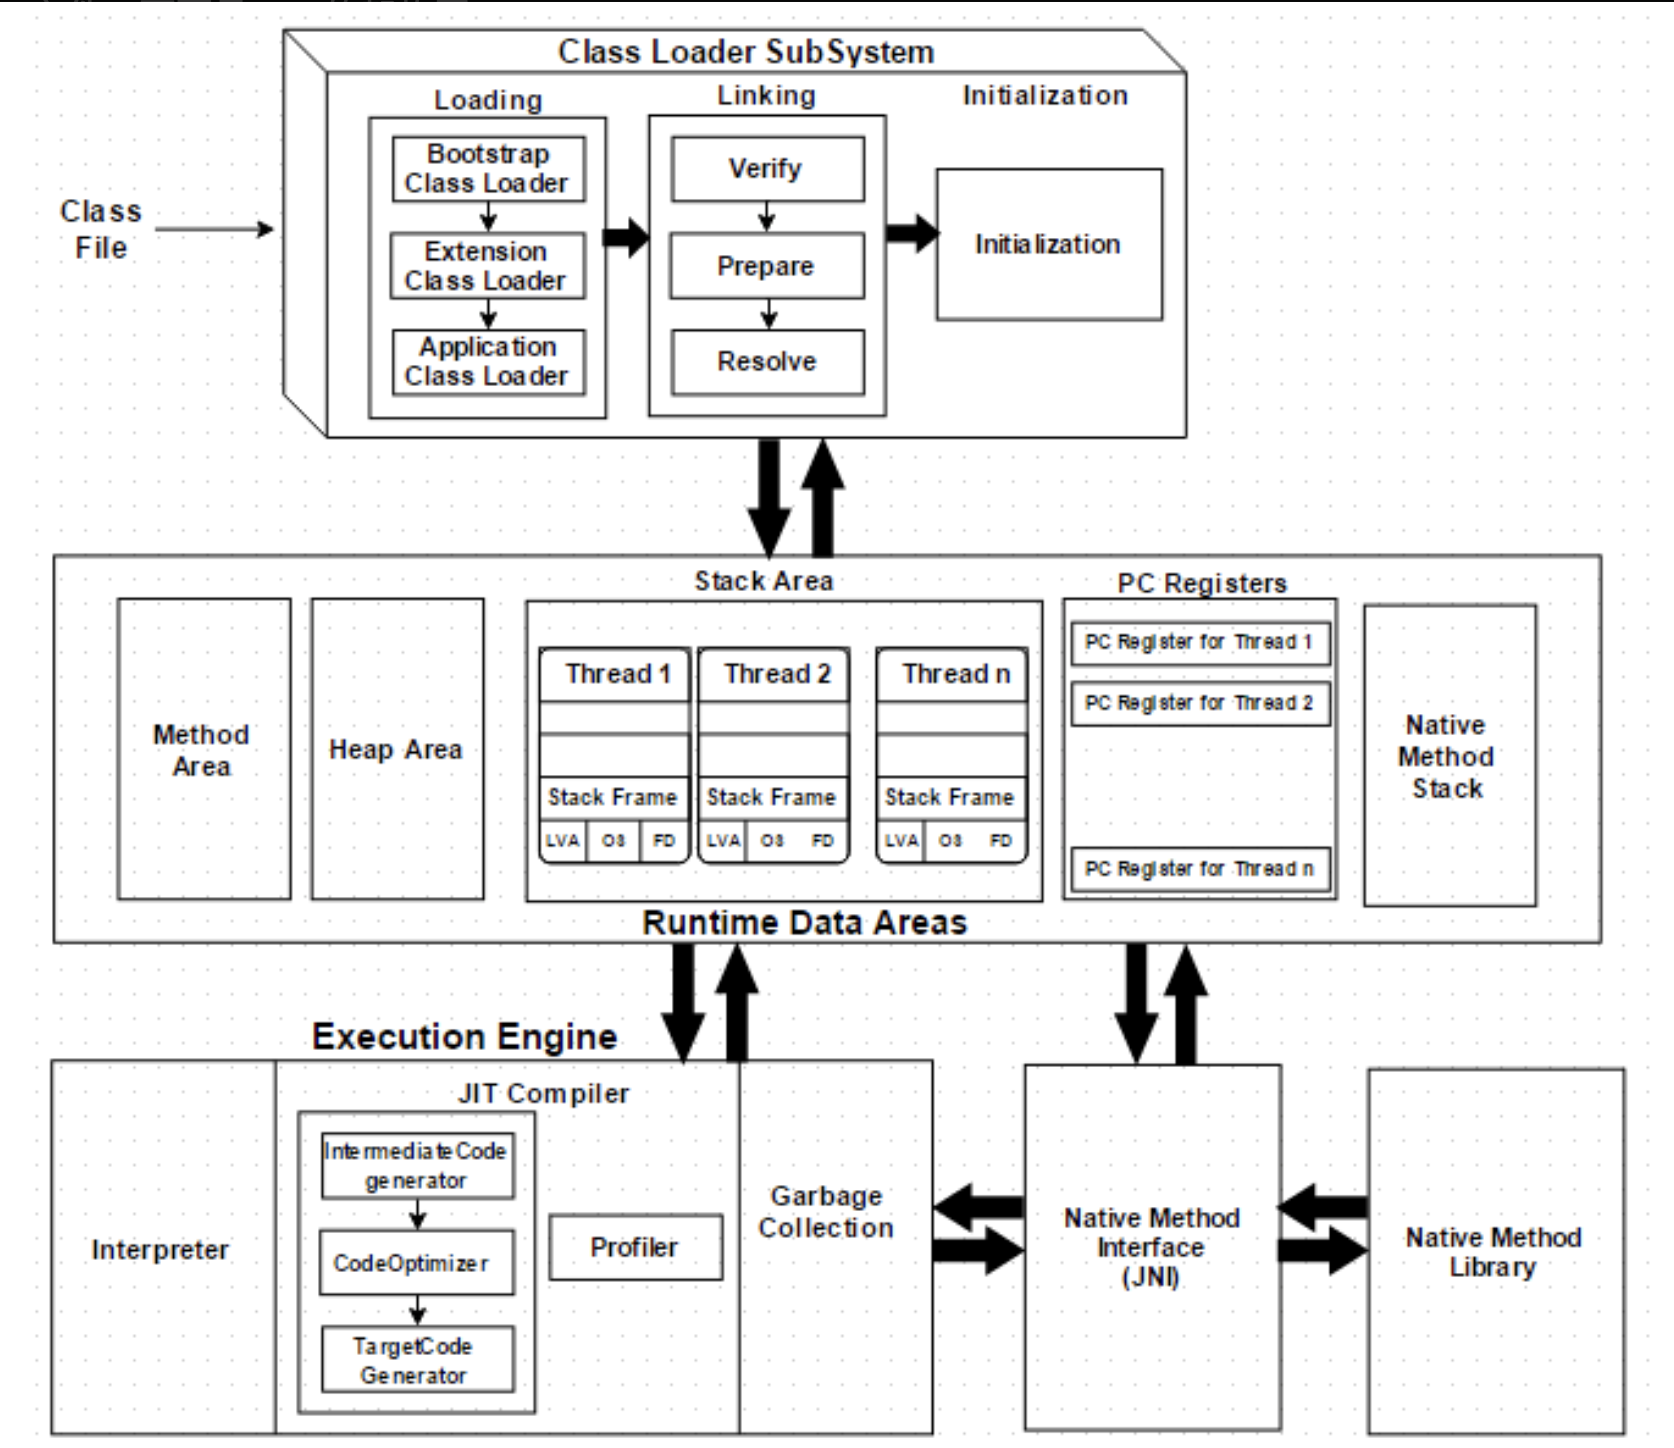 Class Loader SubSystem
Loading
Linking
Initialization
Bootstrap
Class Loader
Extension
Class Loader
Application
Class Loader
Verify
Prepare
Resolve
Initialization
Class
File
Stack Area
PC Registers
Method
Area
Heap Area
Thread 1
Stack Frame
LVA OS FD
Thread 2
Stack Frame
LVA OS FD
Thread n
Stack Frame
LVA OS FD
PC Register for Thread 1
PC Register for Thread 2
PC Register for Thread n
Native
Method
Stack
Runtime Data Areas
Execution Engine
Interpreter
JIT Compiler
IntermediateCode
generator
CodeOptimizer
TargetCode
Generator
Profiler
Garbage
Collection
Native Method
Interface
(JNI)
Native Method
Library